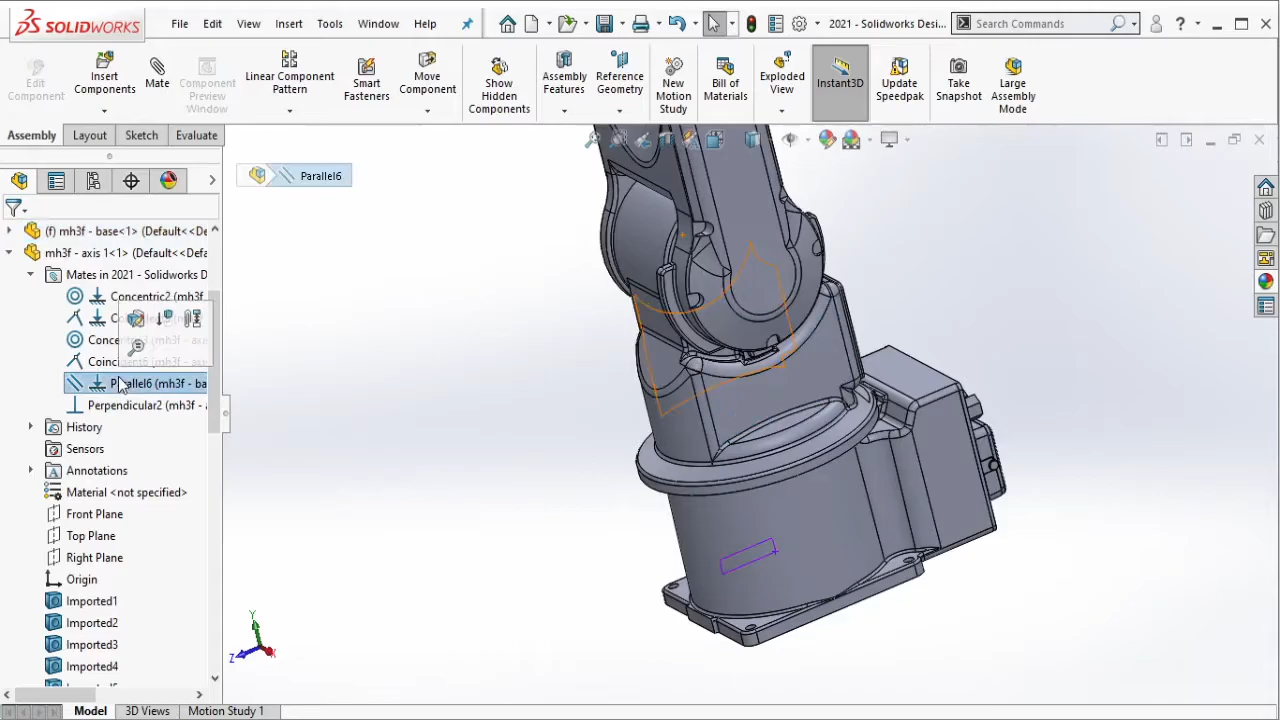 SOLIDWORKS File Edit View Insert Tools Window Help 2021 - Solidworks Desi... Search Commands
Edit Component
Insert Components
Mate
Component Preview Window
Linear Component Pattern
Smart Fasteners
Move Component
Show Hidden Components
Assembly Features
Reference Geometry
New Motion Study
Bill of Materials
Exploded View
Instant3D
Update Speedpak
Take Snapshot
Large Assembly Mode
Assembly Layout Sketch Evaluate
Parallel6
(f) mh3f - base<1> (Default<<De
mh3f - axis 1<1> (Default<<Defa
Mates in 2021 - Solidworks D
Concentric2 (mh3f
Parallel6 (mh3f - ba
Perpendicular2 (mh3f -
History
Sensors
Annotations
Material <not specified>
Front Plane
Top Plane
Right Plane
Origin
Imported1
Imported2
Imported3
Imported4
Y
Z X
Model 3D Views Motion Study 1